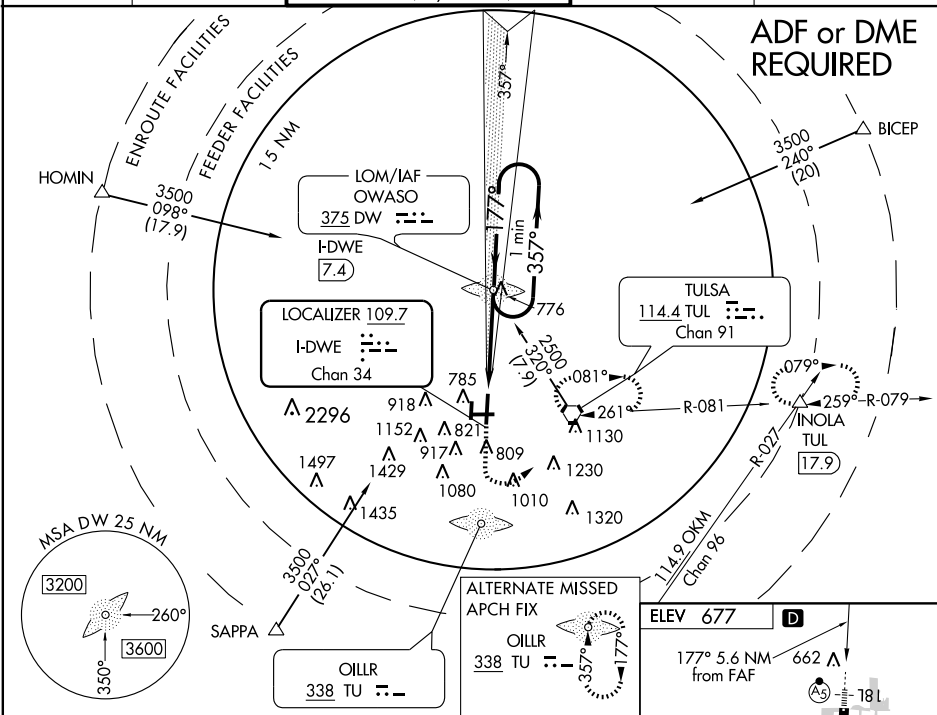 ADF or DME
REQUIRED
ENROUTE FACILITIES
FEEDER FACILITIES
15 NM
357°
BICEP
3500
240°
(20)
HOMIN
3500
098°
(17.9)
LOM/IAF
OWASO
375 DW
I-DWE
7.4
177°
1 min
357°
776
TULSA
114.4 TUL
Chan 91
LOCALIZER 109.7
I-DWE
Chan 34
2500
320°
(7.9)
081°
261°
R-081
079°
259°
R-079
INOLA
TUL
17.9
R-027
114.9 OKM
Chan 96
785
918
2296
821
1152
917
809
1130
1429
1497
1080
1010
1230
1435
1320
3500
027°
(26.1)
SAPPA
MSA DW 25 NM
3200
260°
3600
350°
OILLR
338 TU
ALTERNATE MISSED
APCH FIX
OILLR
338 TU
357°
177°
ELEV 677
D
177° 5.6 NM
from FAF
662
A5
18L